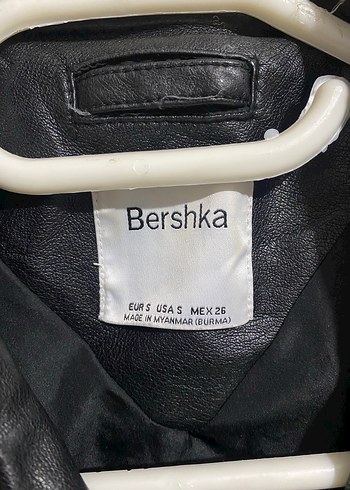 Bershka
EUR S USA S MEX 26
MADE IN MYANMAR (BURMA)